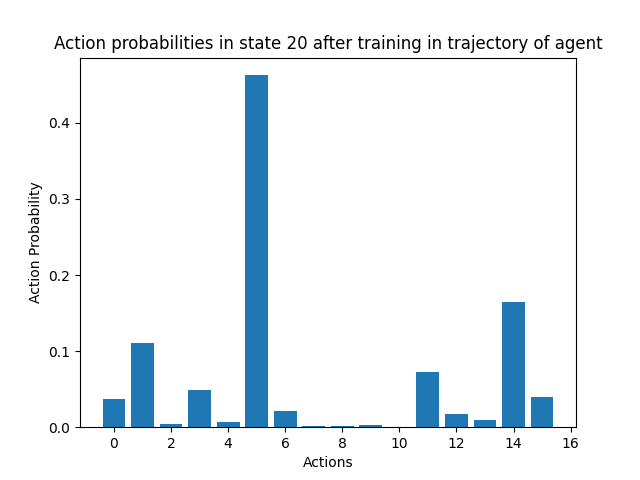 Action probabilities in state 20 after training in trajectory of agent
Action Probability
0.4
0.3
0.2
0.1
0.0
0 2 4 6 8 10 12 14 16
Actions